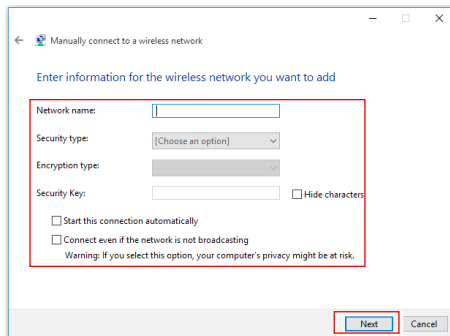 Manually connect to a wireless network
Enter information for the wireless network you want to add
Network name:
Security type: [Choose an option]
Encryption type:
Security Key: Hide characters
Start this connection automatically
Connect even if the network is not broadcasting
Warning: If you select this option, your computer's privacy might be at risk.
Next Cancel